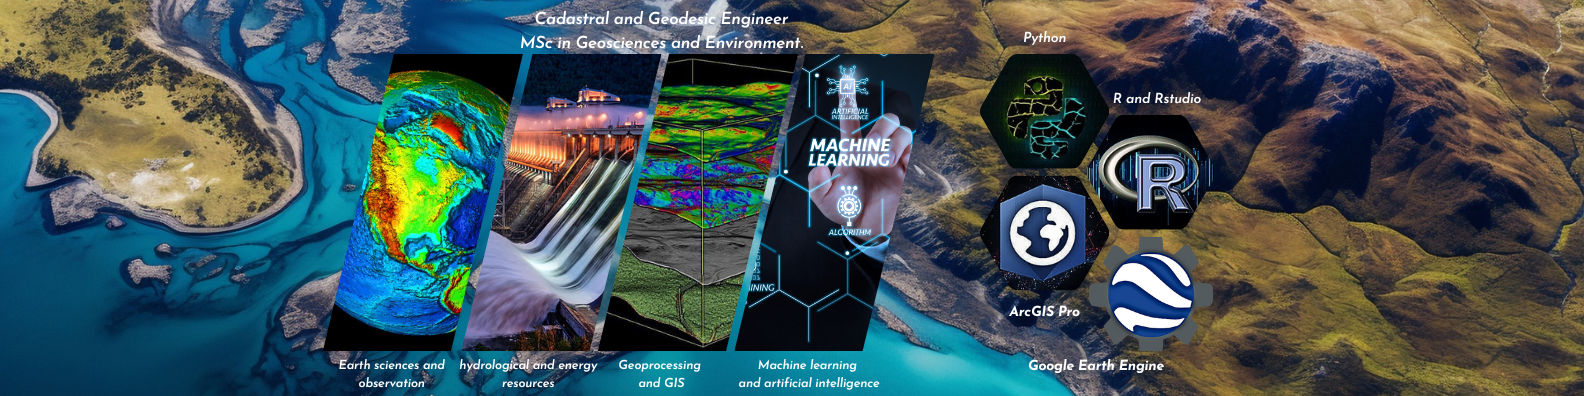 Cadastral and Geodesic Engineer
MSc in Geosciences and Environment.
Python
R and Rstudio
AI
ARTIFICIAL
INTELLIGENCE
MACHINE
LEARNING
ALGORITHM
INING
R
ArcGIS Pro
Google Earth Engine
Earth sciences and
observation
hydrological and energy
resources
Geoprocessing
and GIS
Machine learning
and artificial intelligence